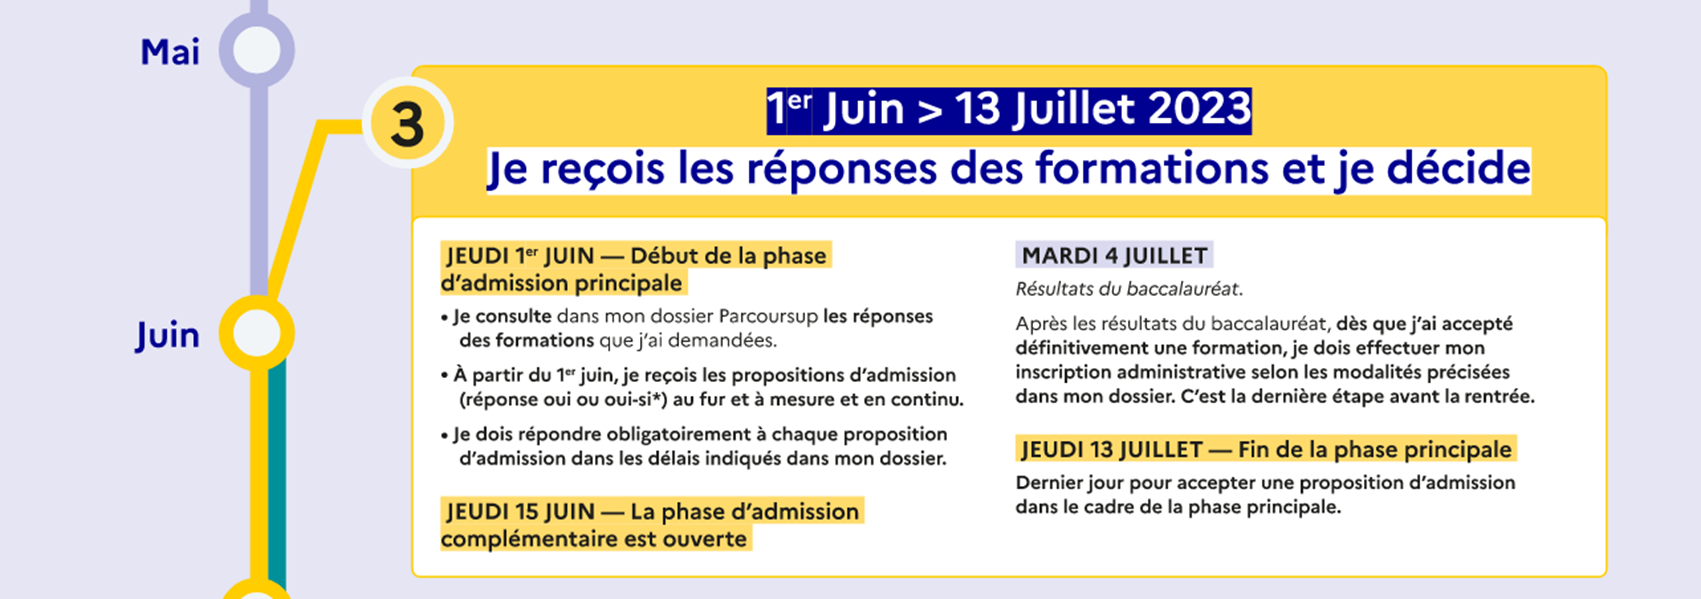 Mai
3
1er Juin > 13 Juillet 2023
Je reçois les réponses des formations et je décide
JEUDI 1er JUIN — Début de la phase
d’admission principale
• Je consulte dans mon dossier Parcoursup les réponses
des formations que j’ai demandées.
• À partir du 1er juin, je reçois les propositions d’admission
(réponse oui ou oui-si*) au fur et à mesure et en continu.
• Je dois répondre obligatoirement à chaque proposition
d’admission dans les délais indiqués dans mon dossier.
JEUDI 15 JUIN — La phase d’admission
complémentaire est ouverte
MARDI 4 JUILLET
Résultats du baccalauréat.
Après les résultats du baccalauréat, dès que j’ai accepté
définitivement une formation, je dois effectuer mon
inscription administrative selon les modalités précisées
dans mon dossier. C’est la dernière étape avant la rentrée.
JEUDI 13 JUILLET — Fin de la phase principale
Dernier jour pour accepter une proposition d’admission
dans le cadre de la phase principale.
Juin